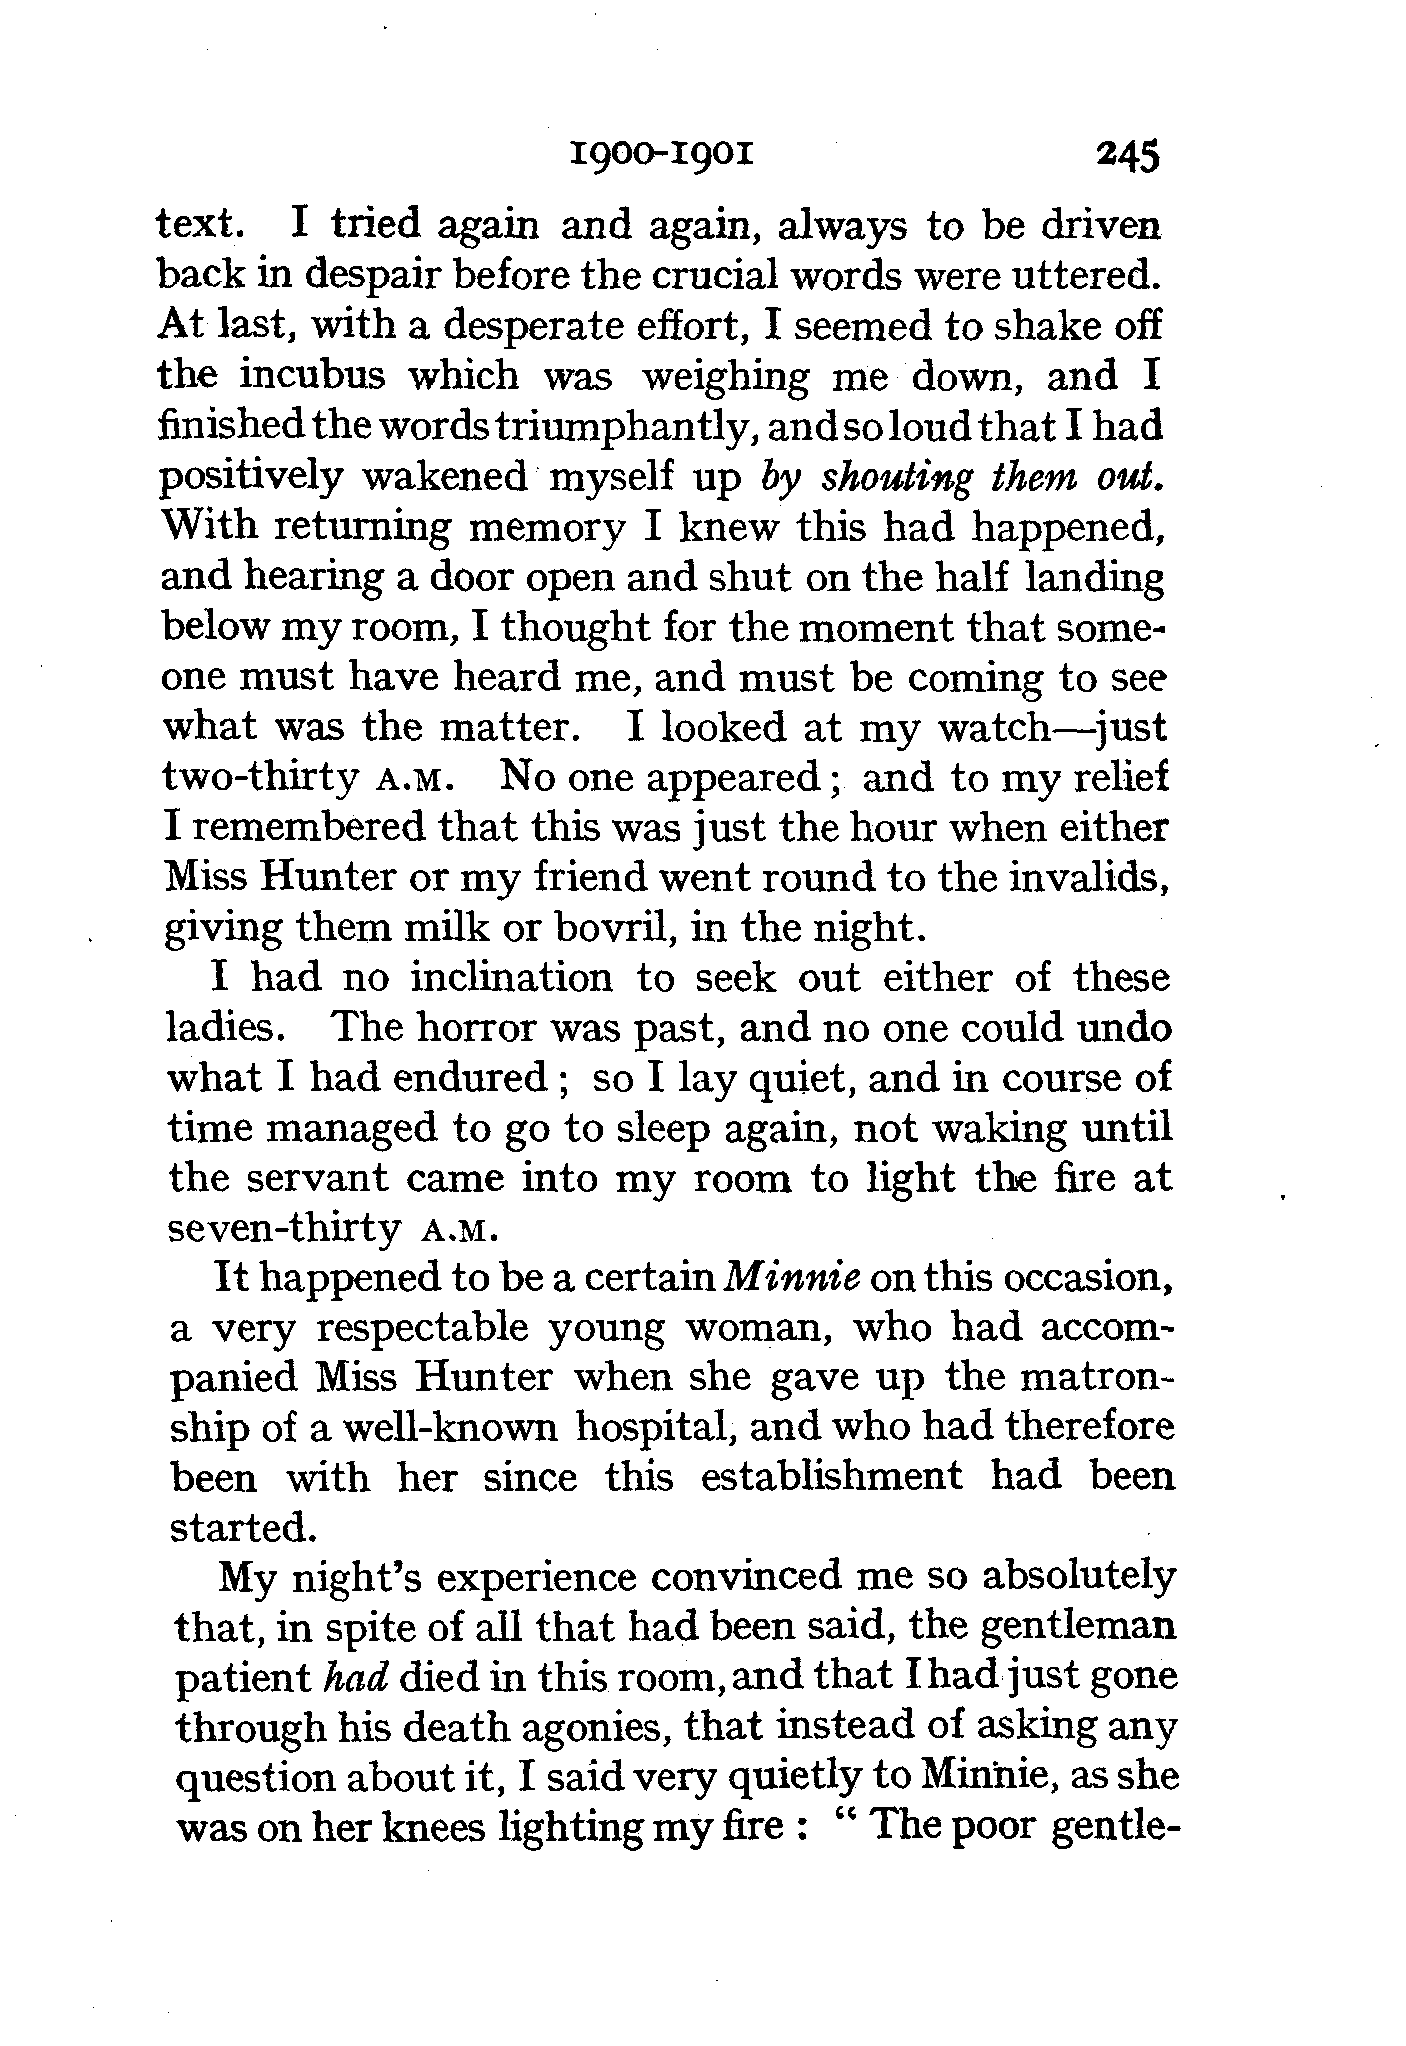 1900-1901 245
text. I tried again and again, always to be driven
back in despair before the crucial words were uttered.
At last, with a desperate effort, I seemed to shake off
the incubus which was weighing me down, and I
finished the words triumphantly, and so loud that I had
positively wakened myself up by shouting them out.
With returning memory I knew this had happened,
and hearing a door open and shut on the half landing
below my room, I thought for the moment that some-
one must have heard me, and must be coming to see
what was the matter. I looked at my watch—just
two-thirty A.M. No one appeared ; and to my relief
I remembered that this was just the hour when either
Miss Hunter or my friend went round to the invalids,
giving them milk or bovril, in the night.
I had no inclination to seek out either of these
ladies. The horror was past, and no one could undo
what I had endured ; so I lay quiet, and in course of
time managed to go to sleep again, not waking until
the servant came into my room to light the fire at
seven-thirty A.M.
It happened to be a certain Minnie on this occasion,
a very respectable young woman, who had accom-
panied Miss Hunter when she gave up the matron-
ship of a well-known hospital, and who had therefore
been with her since this establishment had been
started.
My night's experience convinced me so absolutely
that, in spite of all that had been said, the gentleman
patient had died in this room, and that I had just gone
through his death agonies, that instead of asking any
question about it, I said very quietly to Minnie, as she
was on her knees lighting my fire : “ The poor gentle-